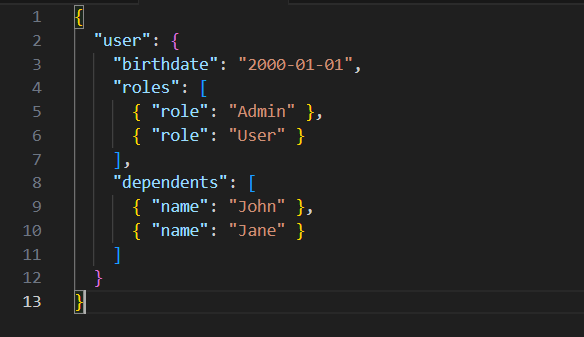 1 {
2   "user": {
3     "birthdate": "2000-01-01",
4     "roles": [
5       { "role": "Admin" },
6       { "role": "User" }
7     ],
8     "dependents": [
9       { "name": "John" },
10       { "name": "Jane" }
11     ]
12   }
13 }